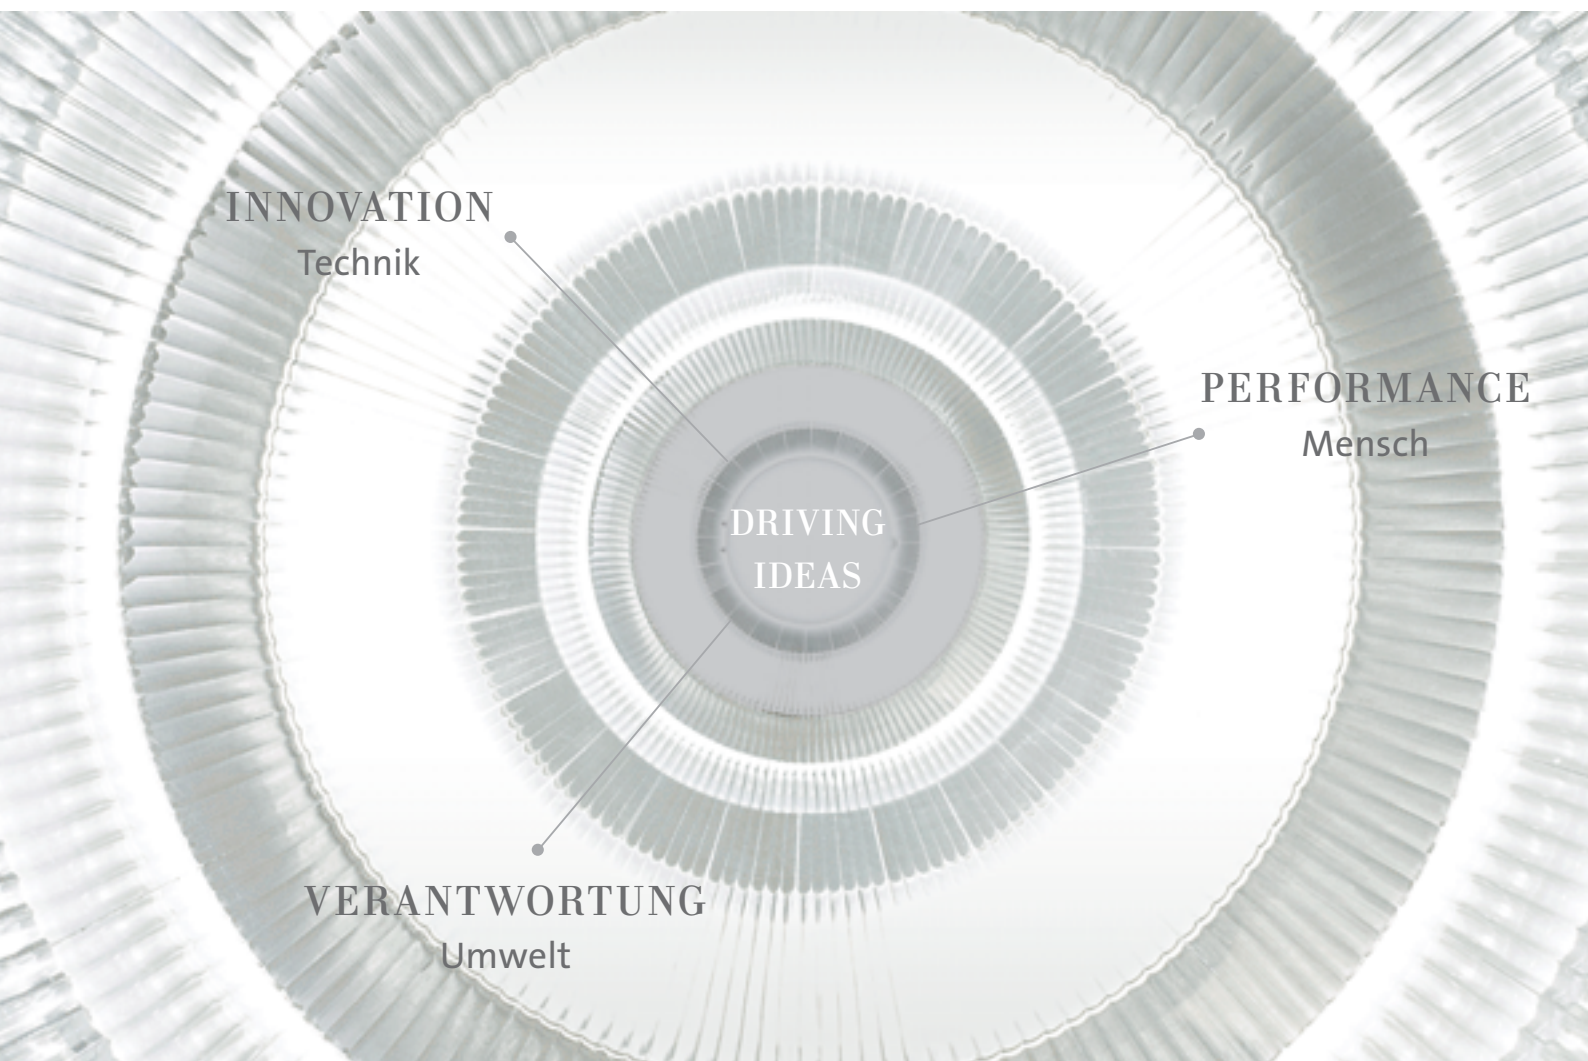 INNOVATION
Technik
PERFORMANCE
Mensch
DRIVING
IDEAS
VERANTWORTUNG
Umwelt